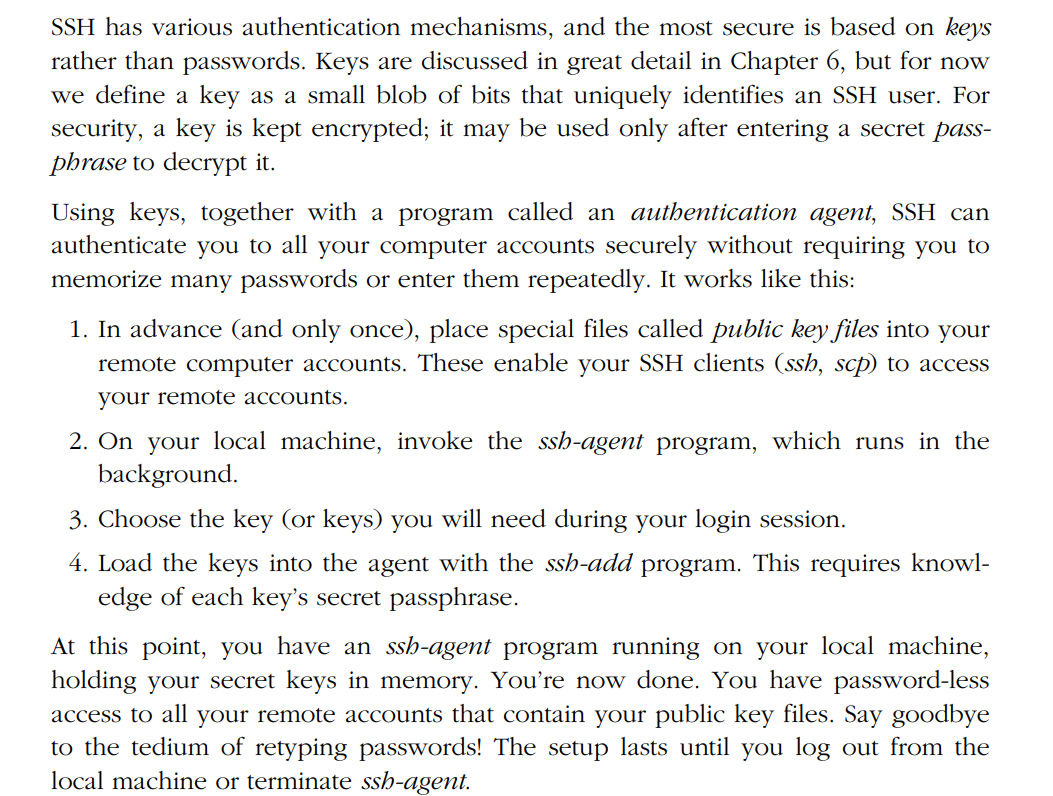 SSH has various authentication mechanisms, and the most secure is based on keys
rather than passwords. Keys are discussed in great detail in Chapter 6, but for now
we define a key as a small blob of bits that uniquely identifies an SSH user. For
security, a key is kept encrypted; it may be used only after entering a secret pass-
phrase to decrypt it.
Using keys, together with a program called an authentication agent, SSH can
authenticate you to all your computer accounts securely without requiring you to
memorize many passwords or enter them repeatedly. It works like this:
1. In advance (and only once), place special files called public key files into your
remote computer accounts. These enable your SSH clients (ssh, scp) to access
your remote accounts.
2. On your local machine, invoke the ssh-agent program, which runs in the
background.
3. Choose the key (or keys) you will need during your login session.
4. Load the keys into the agent with the ssh-add program. This requires knowl-
edge of each key's secret passphrase.
At this point, you have an ssh-agent program running on your local machine,
holding your secret keys in memory. You're now done. You have password-less
access to all your remote accounts that contain your public key files. Say goodbye
to the tedium of retyping passwords! The setup lasts until you log out from the
local machine or terminate ssh-agent.